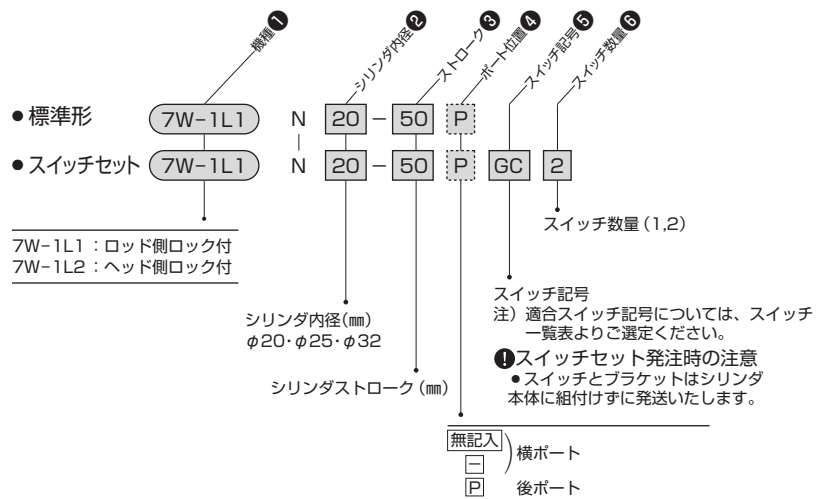 機種❶
シリンダ内径❷
ストローク❸
ポート位置❹
スイッチ記号❺
スイッチ数量❻
● 標準形 7W-1L1 N 20 - 50 P
● スイッチセット 7W-1L1 N 20 - 50 P GC 2
スイッチ数量(1,2)
7W-1L1：ロッド側ロック付
7W-1L2：ヘッド側ロック付
スイッチ記号
注）適合スイッチ記号については、スイッチ
一覧表よりご選定ください。
シリンダ内径(㎜)
φ20･φ25･φ32
!スイッチセット発注時の注意
●スイッチとブラケットはシリンダ
本体に組付けずに発送いたします。
シリンダストローク(㎜)
無記入
－
横ポート
P 後ポート